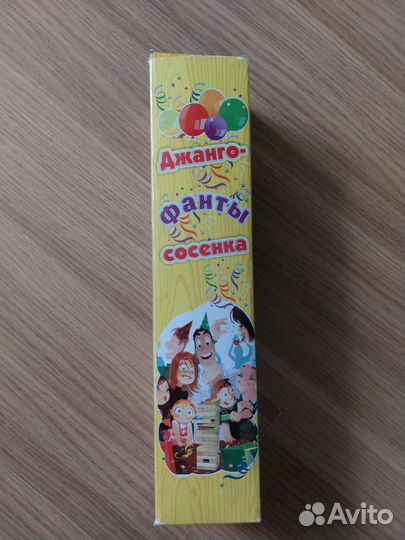 Джанго-
фанты
сосенка
Avito